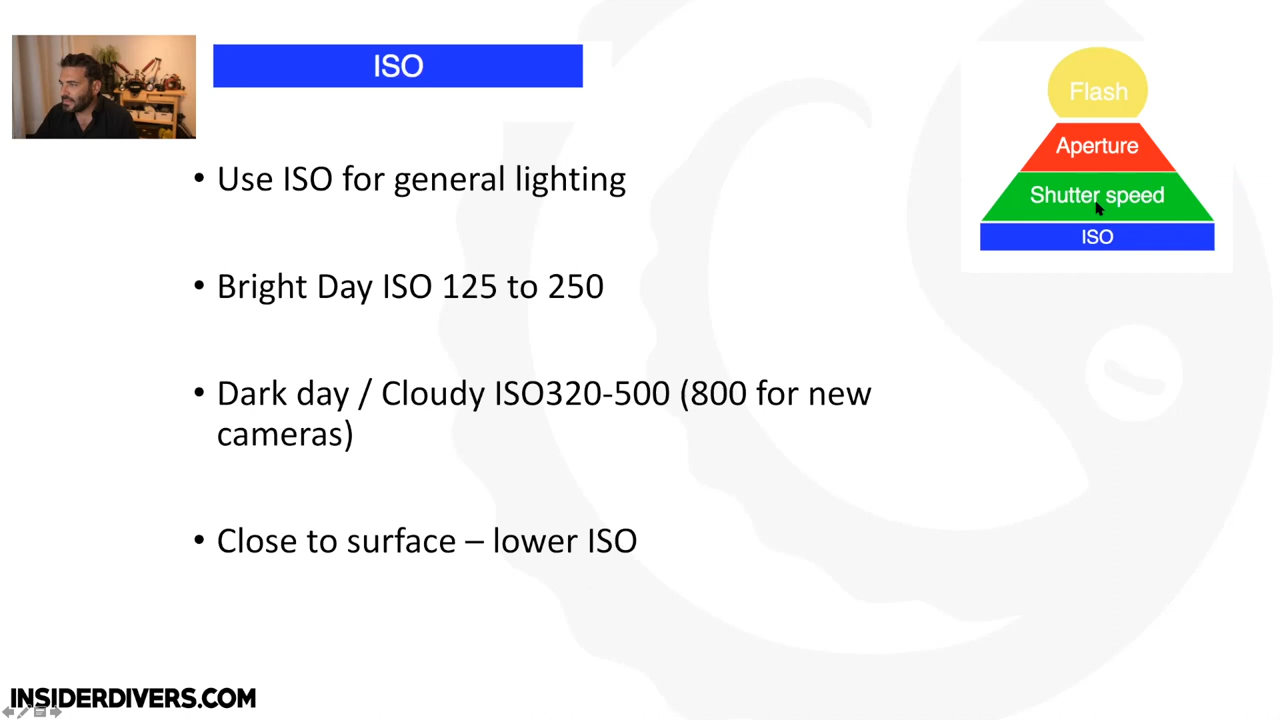 ISO
Flash
Aperture
Shutter speed
ISO
• Use ISO for general lighting
• Bright Day ISO 125 to 250
• Dark day / Cloudy ISO320-500 (800 for new
cameras)
• Close to surface – lower ISO
INSIDERDIVERS.COM